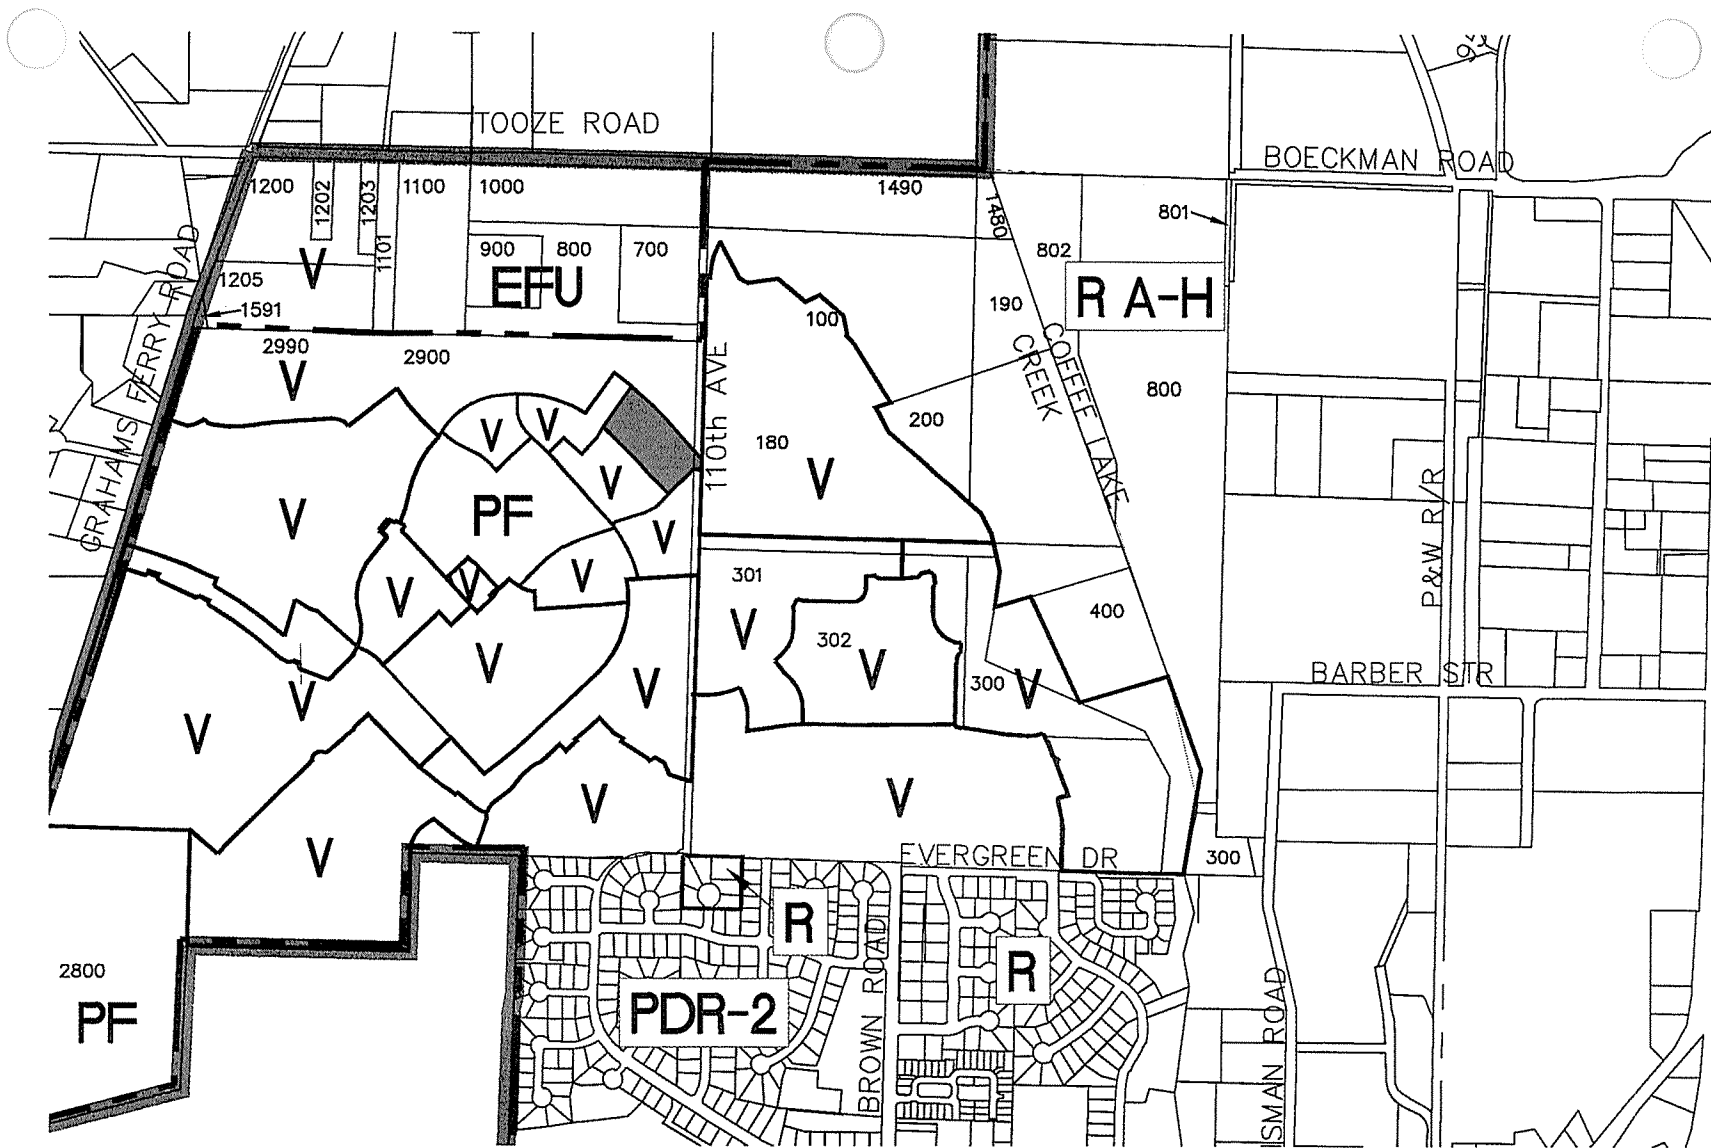 TOOZE ROAD
BOECKMAN ROAD
1200
1202
1203
1100
1000
1490
1480
801
802
1101
900
800
700
V
EFU
R A-H
1205
1591
190
100
GRAHAMS FERRY ROAD
2990
2900
V
110th AVE
COFFEE LAKE
CREEK
800
V
V
180
200
V
V
V
PF
V
P&W R/R
V
V
V
V
301
400
V
302
V
V
V
300
V
BARBER STR
V
V
V
V
V
EVERGREEN DR
300
R
R
2800
PF
PDR-2
BROWN ROAD
ISMAN ROAD